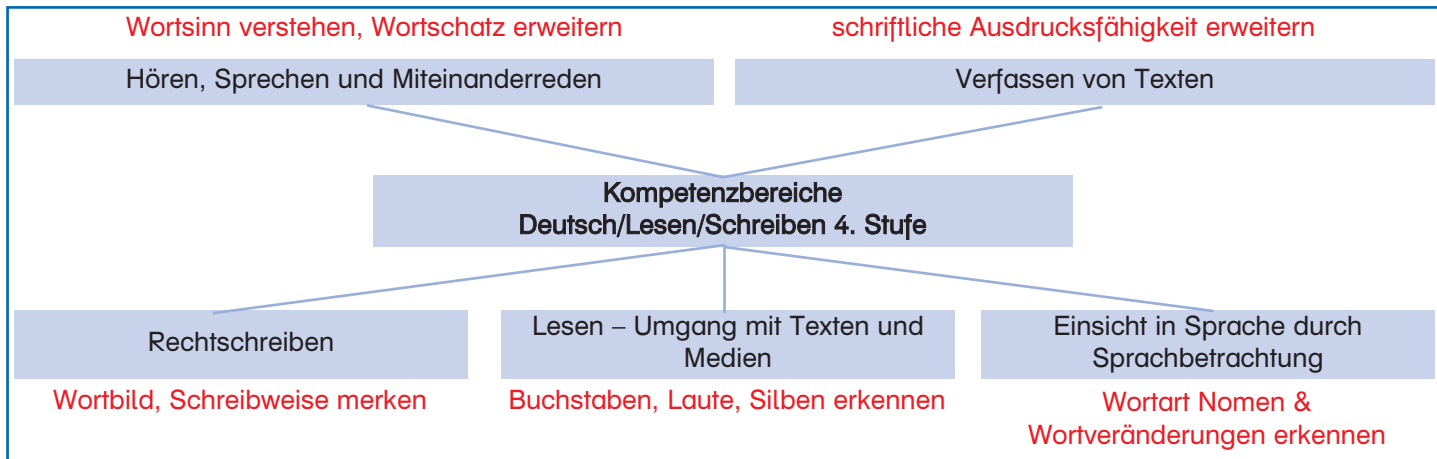 Wortsinn verstehen, Wortschatz erweitern
schriftliche Ausdrucksfähigkeit erweitern
Hören, Sprechen und Miteinanderreden
Verfassen von Texten
Kompetenzbereiche
Deutsch/Lesen/Schreiben 4. Stufe
Rechtschreiben
Lesen – Umgang mit Texten und
Medien
Einsicht in Sprache durch
Sprachbetrachtung
Wortbild, Schreibweise merken
Buchstaben, Laute, Silben erkennen
Wortart Nomen &
Wortveränderungen erkennen